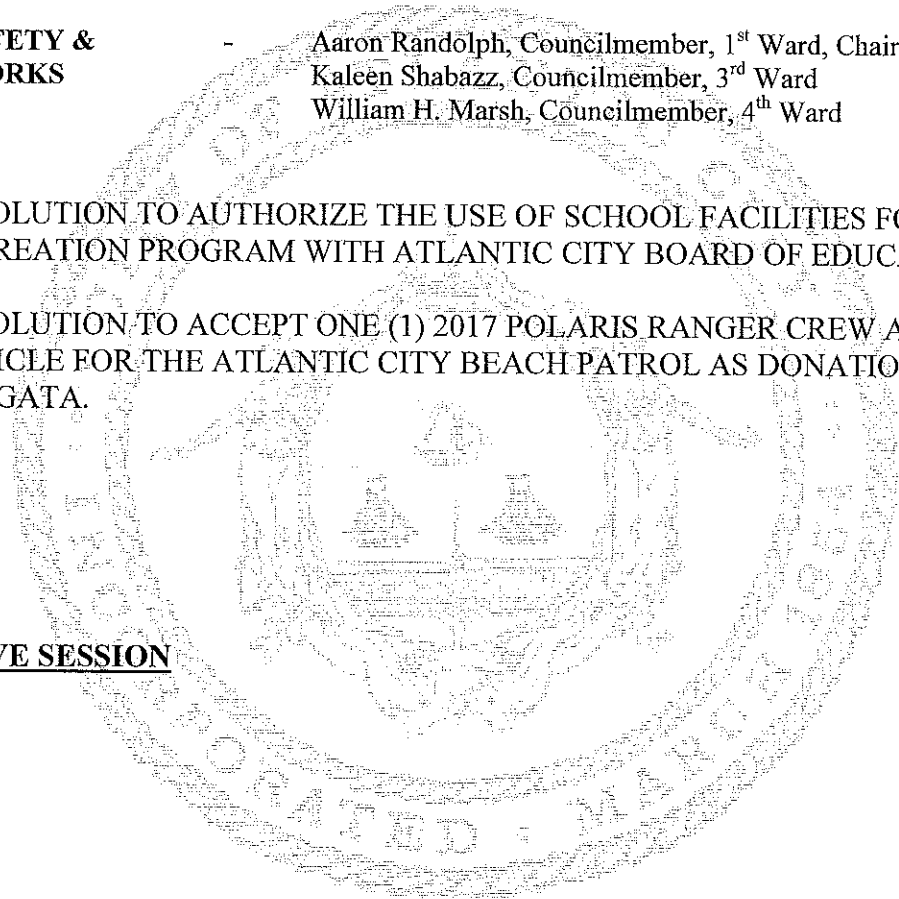 FETY & - Aaron Randolph, Councilmember, 1st Ward, Chair
ORKS Kaleen Shabazz, Councilmember, 3rd Ward
William H. Marsh, Councilmember, 4th Ward
OLUTION TO AUTHORIZE THE USE OF SCHOOL FACILITIES FO
REATION PROGRAM WITH ATLANTIC CITY BOARD OF EDUCA
OLUTION TO ACCEPT ONE (1) 2017 POLARIS RANGER CREW A
ICLE FOR THE ATLANTIC CITY BEACH PATROL AS DONATIO
GATA.
VE SESSION